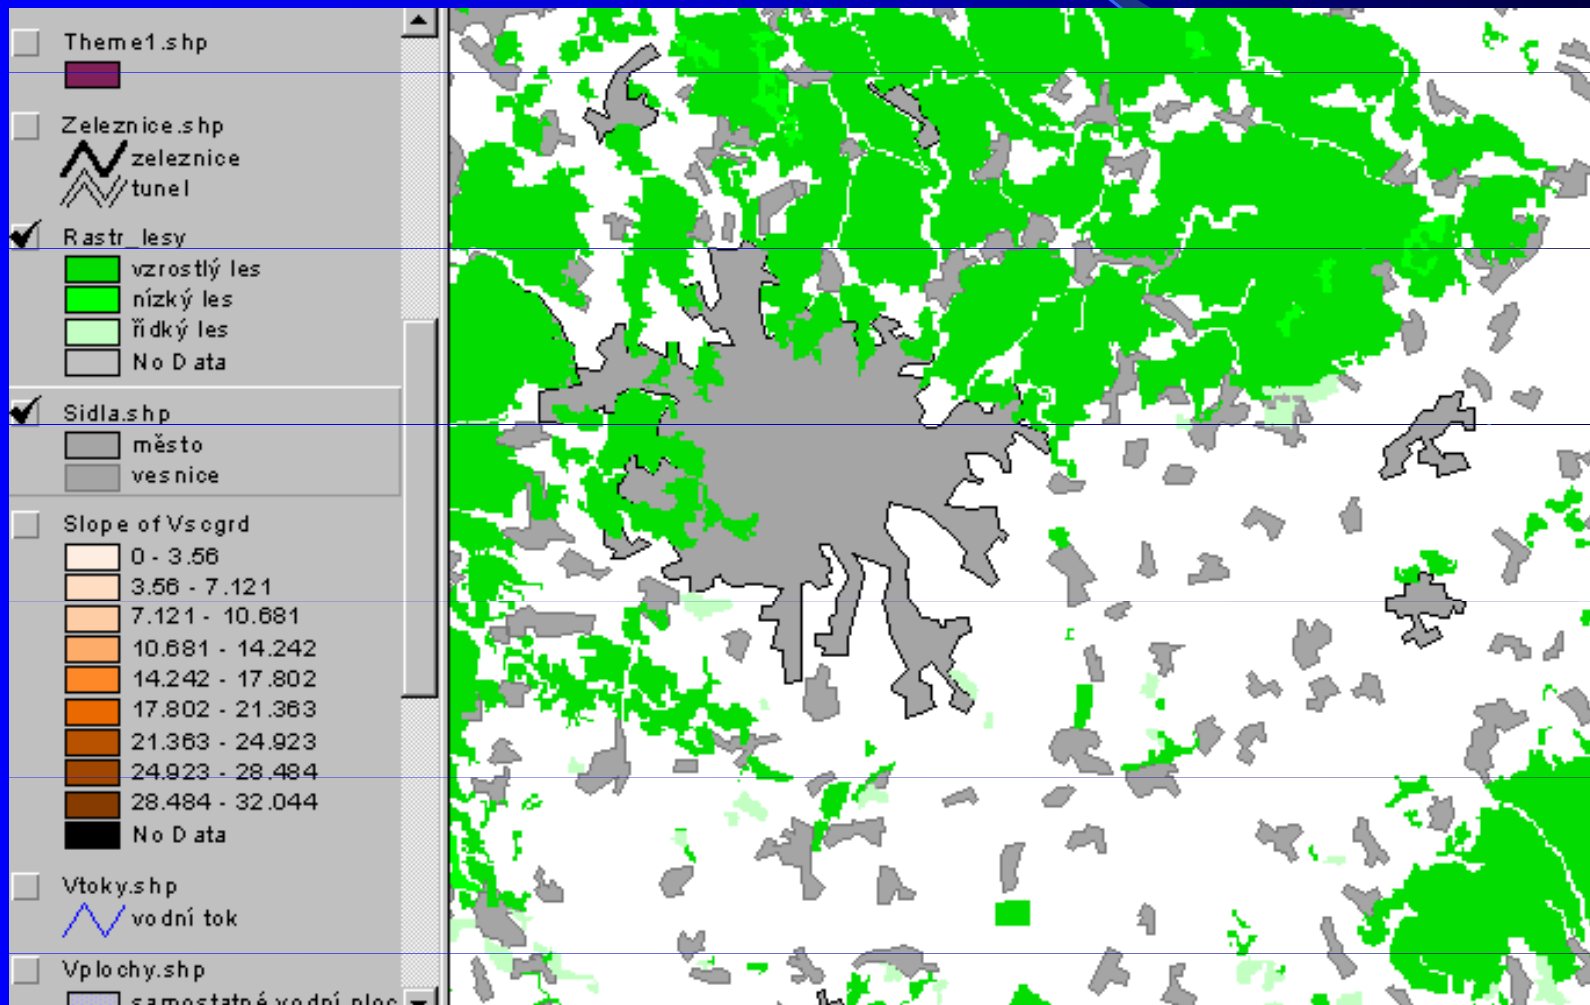 Theme1.shp
Zeleznice.shp
zeleznice
tunel
Rastr_lesy
vzrostlý les
nízký les
řídký les
No Data
Sidla.shp
město
vesnice
Slope of Vscgrd
0 - 3.56
3.56 - 7.121
7.121 - 10.681
10.681 - 14.242
14.242 - 17.802
17.802 - 21.363
21.363 - 24.923
24.923 - 28.484
28.484 - 32.044
No Data
Vtoky.shp
vodní tok
Vplochy.shp
samostatné vodní ploc